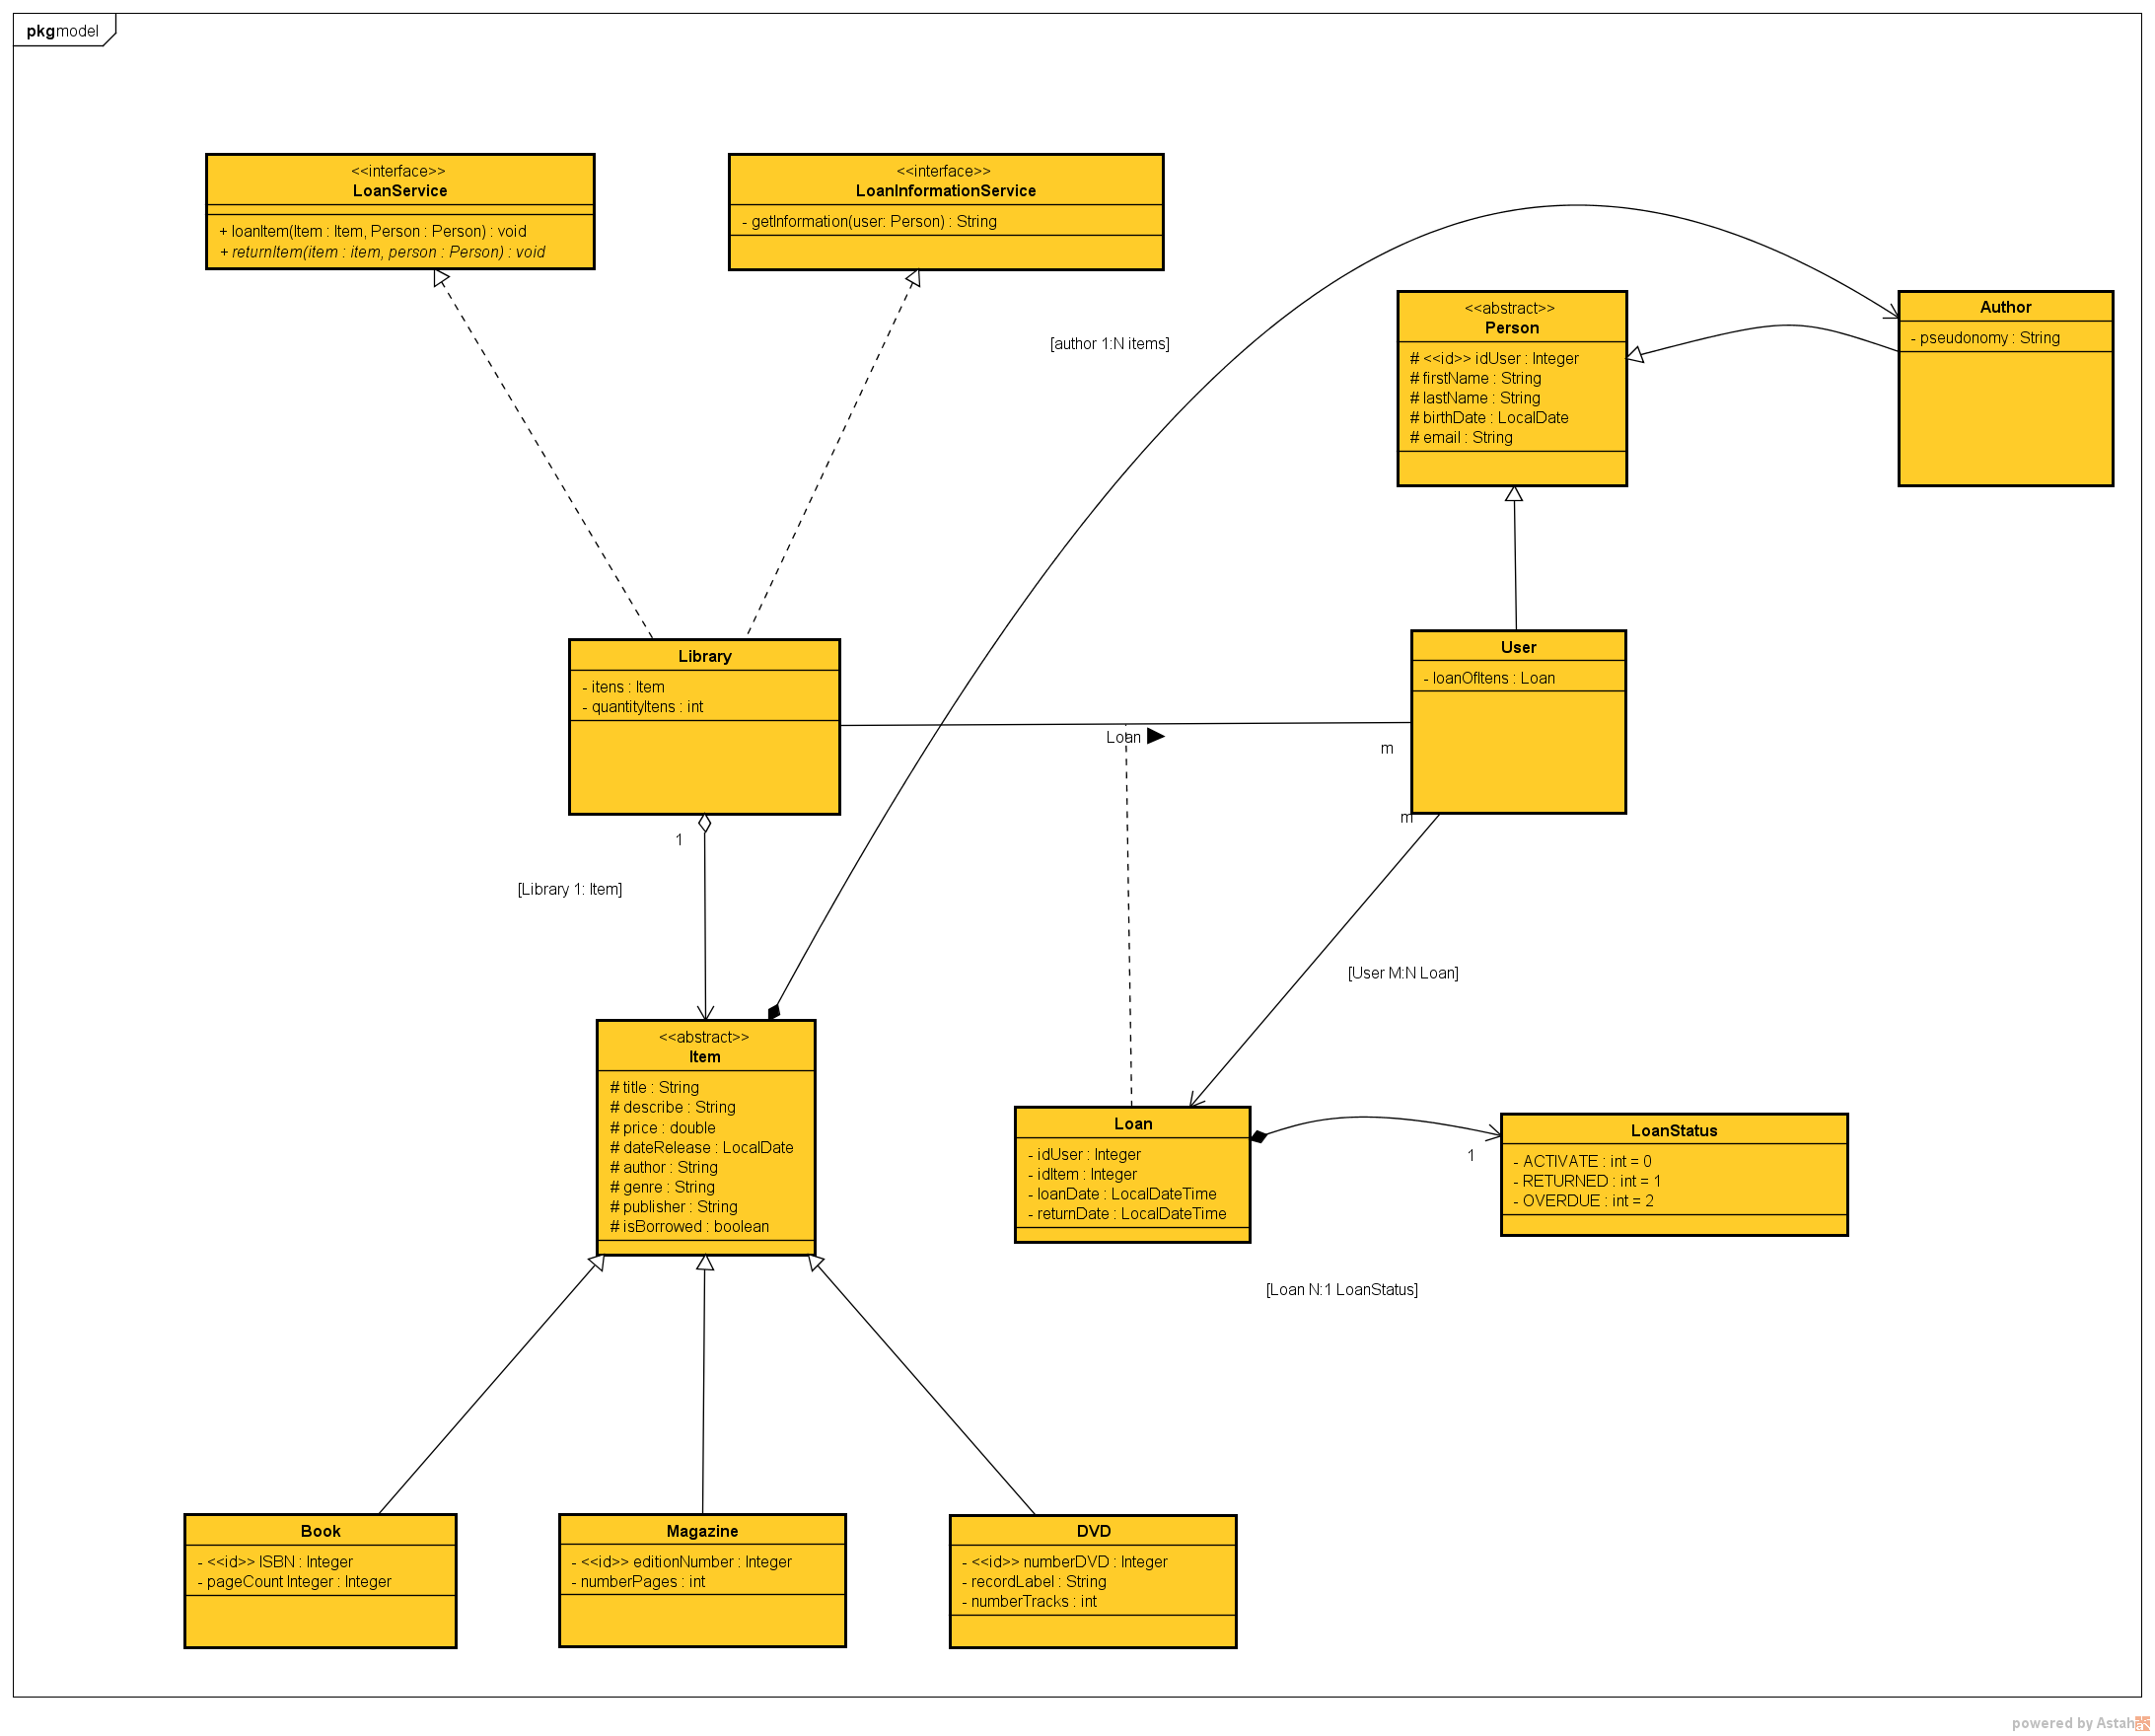 pkg model
<<interface>>
LoanService
+ loanItem(Item : Item, Person : Person) : void
+ returnItem(item : item, person : Person) : void
<<interface>>
LoanInformationService
- getInformation(user: Person) : String
[author 1:N items]
<<abstract>>
Person
# <<id>> idUser : Integer
# firstName : String
# lastName : String
# birthDate : LocalDate
# email : String
Author
- pseudonomy : String
Library
- itens : Item
- quantityItens : int
User
- loanOfItens : Loan
Loan ▶
m
m
1
[Library 1: Item]
[User M:N Loan]
<<abstract>>
Item
# title : String
# describe : String
# price : double
# dateRelease : LocalDate
# author : String
# genre : String
# publisher : String
# isBorrowed : boolean
Loan
- idUser : Integer
- idItem : Integer
- loanDate : LocalDateTime
- returnDate : LocalDateTime
1
LoanStatus
- ACTIVATE : int = 0
- RETURNED : int = 1
- OVERDUE : int = 2
[Loan N:1 LoanStatus]
Book
- <<id>> ISBN : Integer
- pageCount Integer : Integer
Magazine
- <<id>> editionNumber : Integer
- numberPages : int
DVD
- <<id>> numberDVD : Integer
- recordLabel : String
- numberTracks : int
powered by Astah